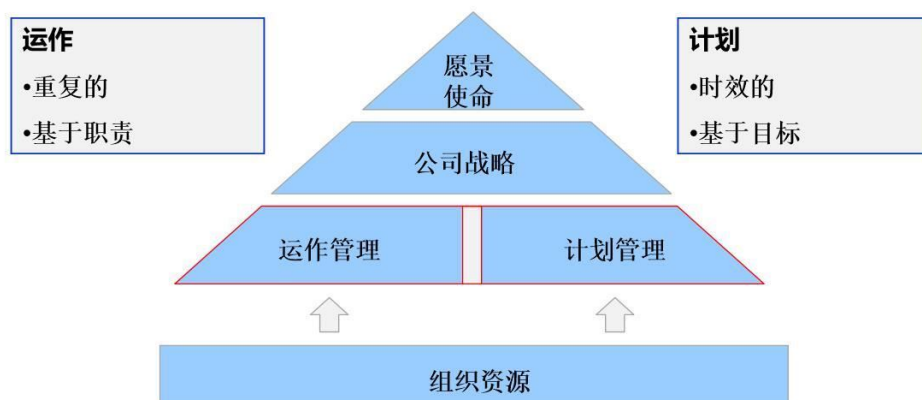 运作
•重复的
•基于职责
愿景
使命
计划
•时效的
•基于目标
公司战略
运作管理
计划管理
组织资源